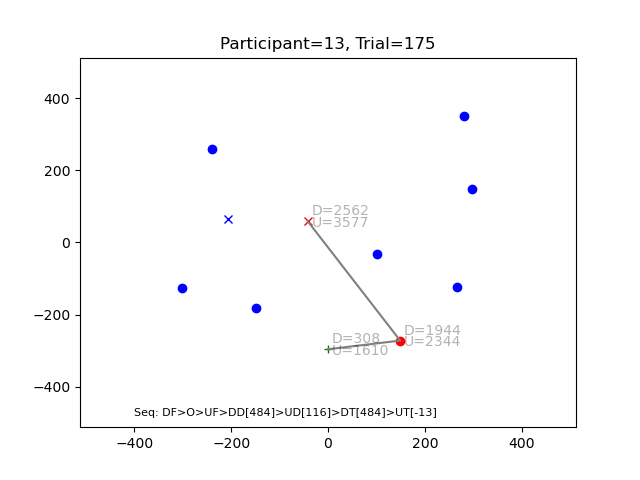 Participant=13, Trial=175
400
200
0
−200
−400
D=2562
U=3577
D=1944
U=2344
D=308
U=1610
Seq: DF>O>UF>DD[484]>UD[116]>DT[484]>UT[-13]
−400
−200
0
200
400